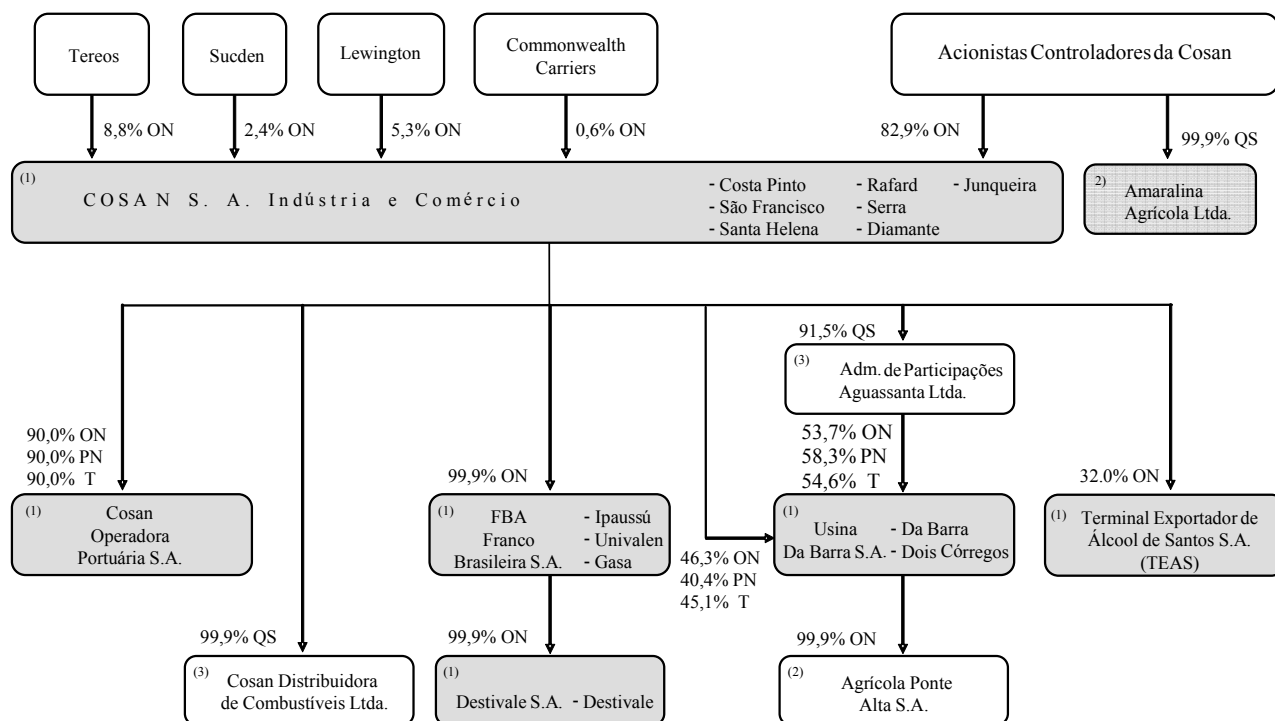 Tereos
Sucden
Lewington
Commonwealth
Carriers
Acionistas Controladores da Cosan
8,8% ON
2,4% ON
5,3% ON
0,6% ON
82,9% ON
99,9% QS
(1)
COSAN S. A. Indústria e Comércio
- Costa Pinto
- Rafard
- Junqueira
- São Francisco
- Serra
- Santa Helena
- Diamante
2)
Amaralina
Agrícola Ltda.
91,5% QS
(3)
Adm. de Participações
Aguassanta Ltda.
90,0% ON
90,0% PN
90,0% T
99,9% ON
53,7% ON
58,3% PN
54,6% T
32.0% ON
(1)
Cosan
Operadora
Portuária S.A.
(1)
FBA
Franco
Brasileira S.A.
- Ipaussú
- Univalen
- Gasa
46,3% ON
40,4% PN
45,1% T
(1)
Usina
Da Barra S.A.
- Da Barra
- Dois Córregos
(1)
Terminal Exportador de
Álcool de Santos S.A.
(TEAS)
99,9% QS
99,9% ON
99,9% ON
(3)
Cosan Distribuidora
de Combustíveis Ltda.
(1)
Destivale S.A. - Destivale
(2)
Agrícola Ponte
Alta S.A.